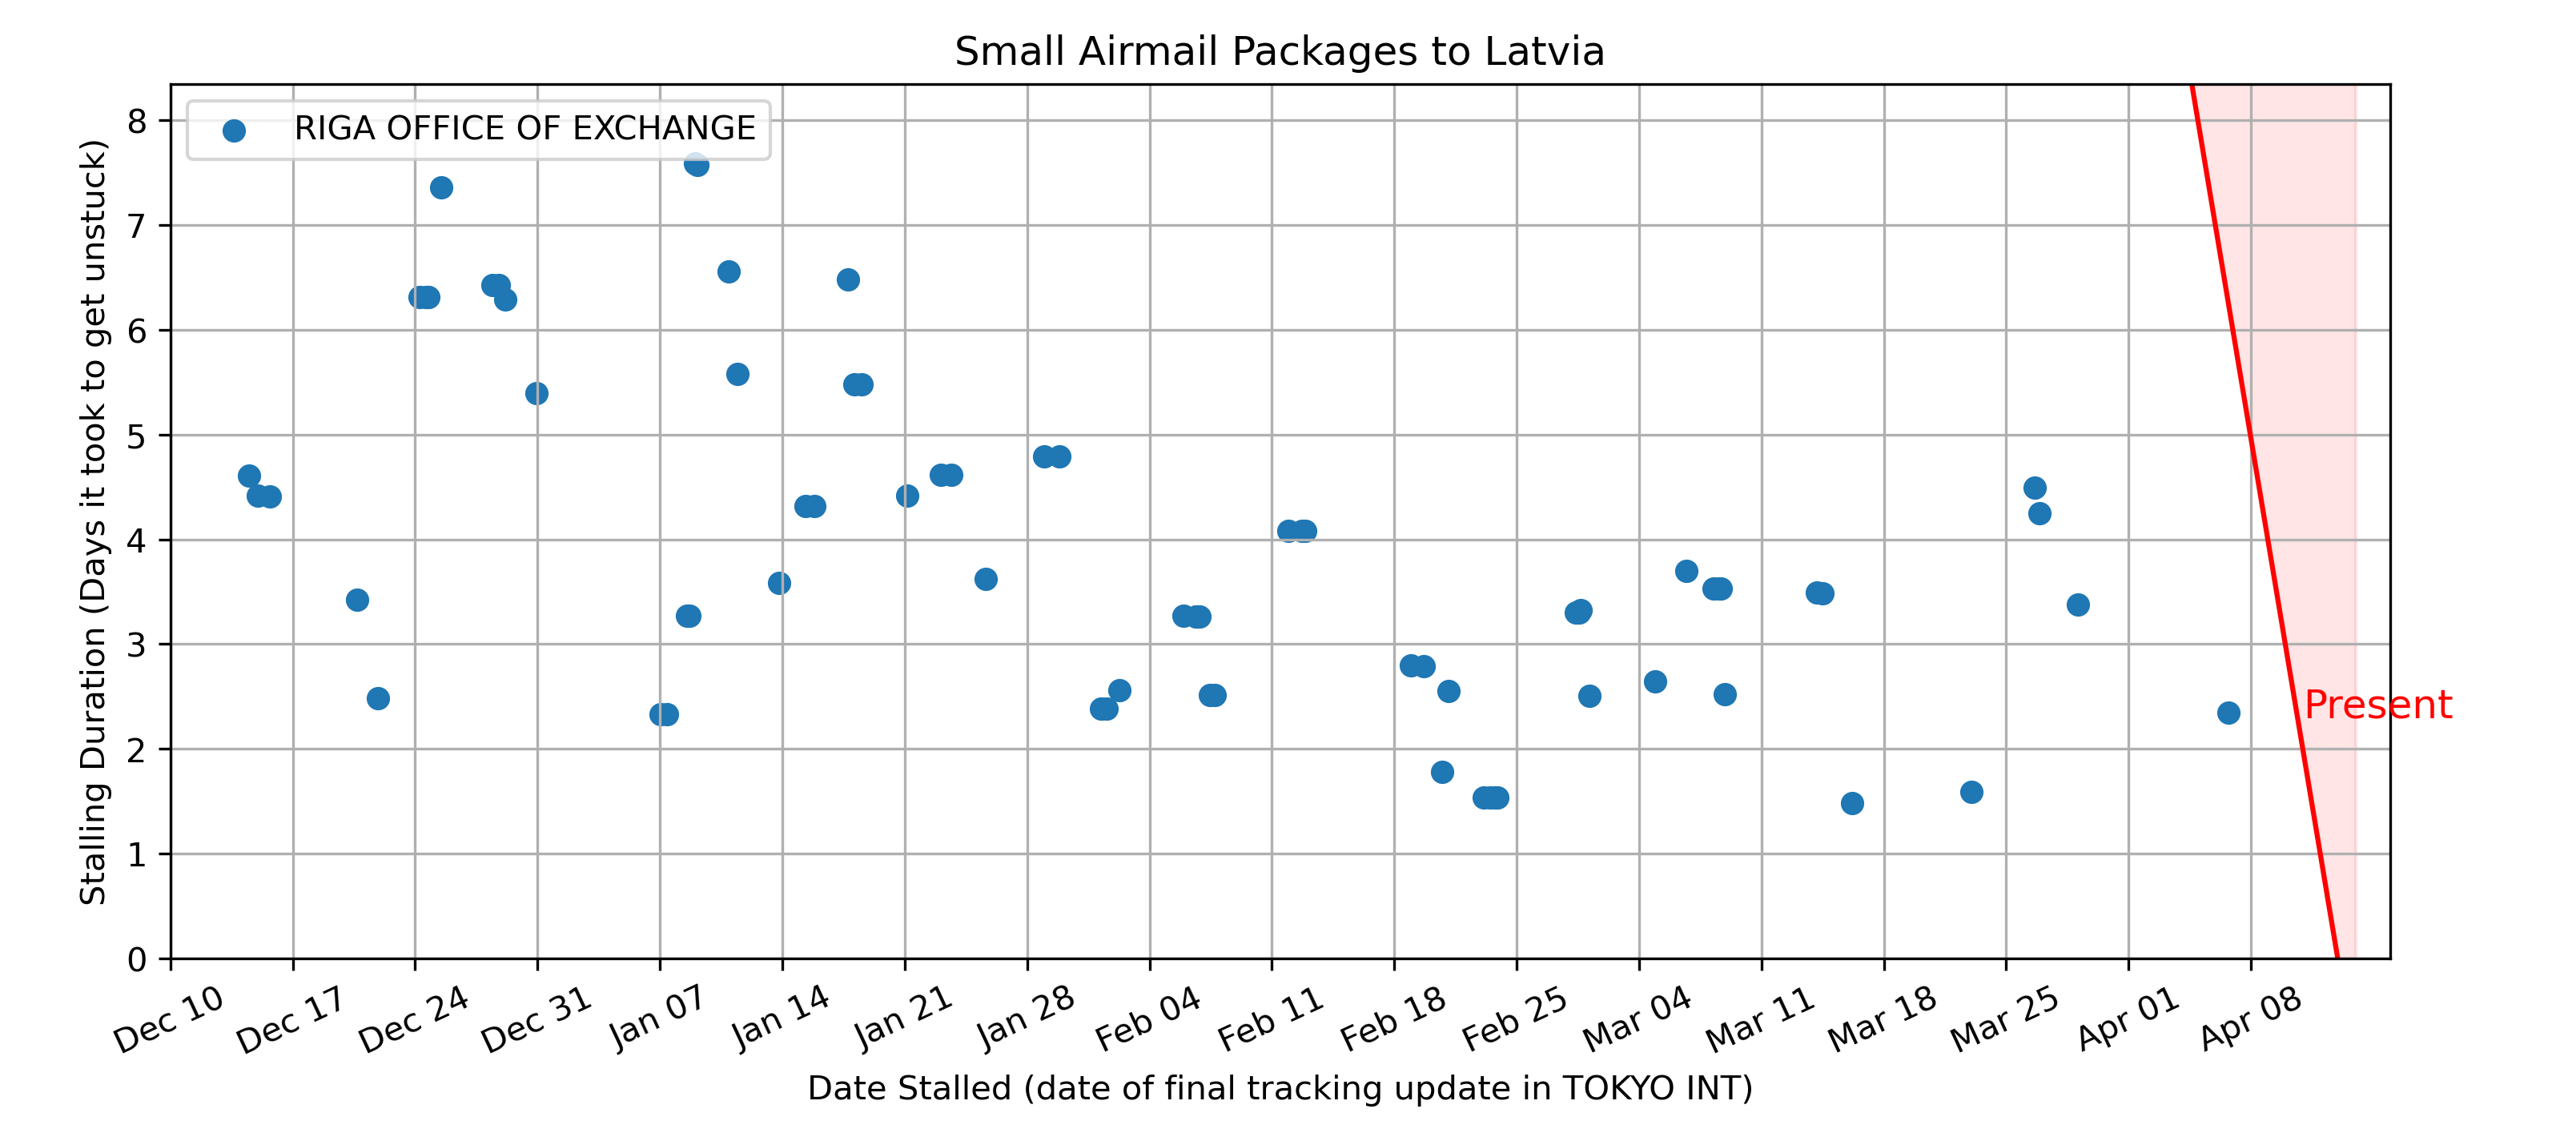 Small Airmail Packages to Latvia
RIGA OFFICE OF EXCHANGE
Stalling Duration (Days it took to get unstuck)
8
7
6
5
4
3
2
1
0
Present
Dec 10
Dec 17
Dec 24
Dec 31
Jan 07
Jan 14
Jan 21
Jan 28
Feb 04
Feb 11
Feb 18
Feb 25
Mar 04
Mar 11
Mar 18
Mar 25
Apr 01
Apr 08
Date Stalled (date of final tracking update in TOKYO INT)